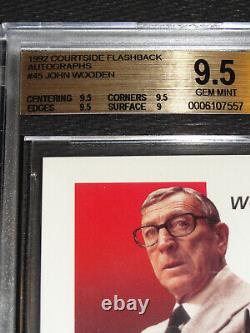 1992 COURTSIDE FLASHBACK
AUTOGRAPHS
#45 JOHN WOODEN
CENTERING 9.5 CORNERS 9.5
EDGES 9.5 SURFACE 9
9.5
GEM MINT
0006107557